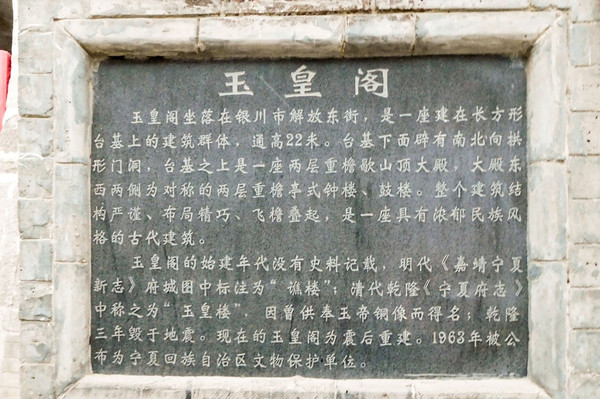 玉皇阁
玉皇阁坐落在银川市解放东街，是一座建在长方形
台基上的建筑群体，通高22米。台基下面辟有南北向拱
形门洞，台基之上是一座两层重檐歇山顶大殿，大殿东
西两侧为对称的两层重檐亭式钟楼、鼓楼。整个建筑结
构严谨、布局精巧、飞檐叠起，是一座具有浓郁民族风
格的古代建筑。
玉皇阁的始建年代没有史料记载，明代《嘉靖宁夏
新志》府城图中标注为“谯楼”；清代乾隆《宁夏府志》
中称之为“玉皇楼”，因曾供奉玉帝铜像而得名；乾隆
三年毁于地震。现在的玉皇阁为震后重建。1963年被公
布为宁夏回族自治区文物保护单位。